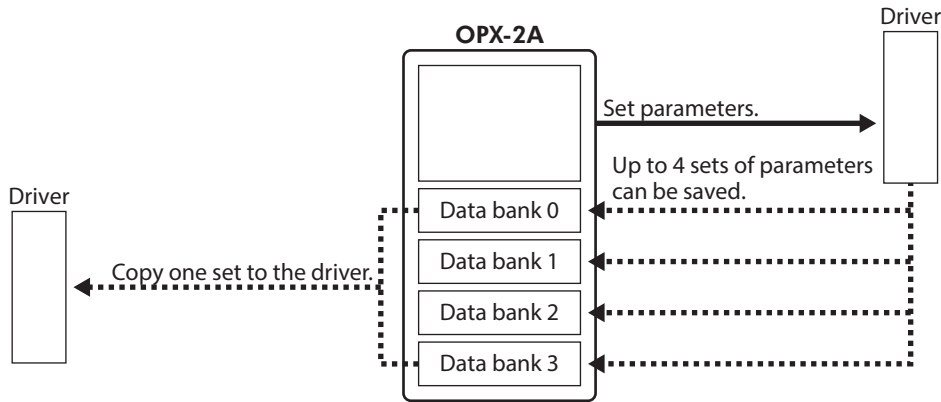 Driver
OPX-2A
Set parameters.
Up to 4 sets of parameters
can be saved.
Driver
Data bank 0
Data bank 1
Copy one set to the driver.
Data bank 2
Data bank 3